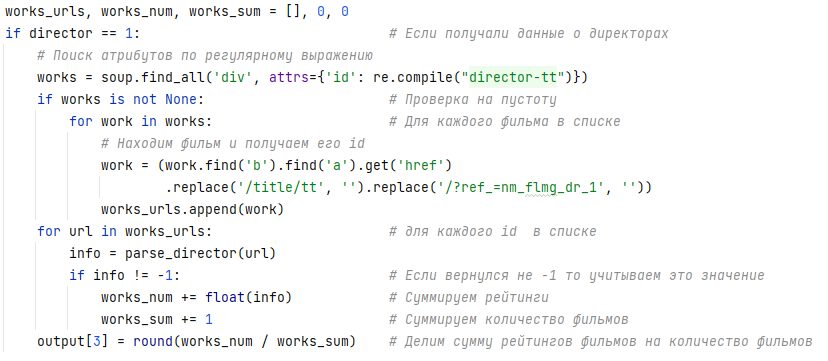 works_urls, works_num, works_sum = [], 0, 0
if director == 1: # Если получали данные о директорах
# Поиск атрибутов по регулярному выражению
works = soup.find_all('div', attrs={'id': re.compile("director-tt")})
if works is not None: # Проверка на пустоту
for work in works: # Для каждого фильма в списке
# Находим фильм и получаем его id
work = (work.find('b').find('a').get('href')
.replace('/title/tt', '').replace('/?ref_=nm_flmg_dr_1', ''))
works_urls.append(work)
for url in works_urls: # для каждого id  в списке
info = parse_director(url)
if info != -1: # Если вернулся не -1 то учитываем это значение
works_num += float(info) # Суммируем рейтинги
works_sum += 1 # Суммируем количество фильмов
output[3] = round(works_num / works_sum) # Делим сумму рейтингов фильмов на количество фильмов